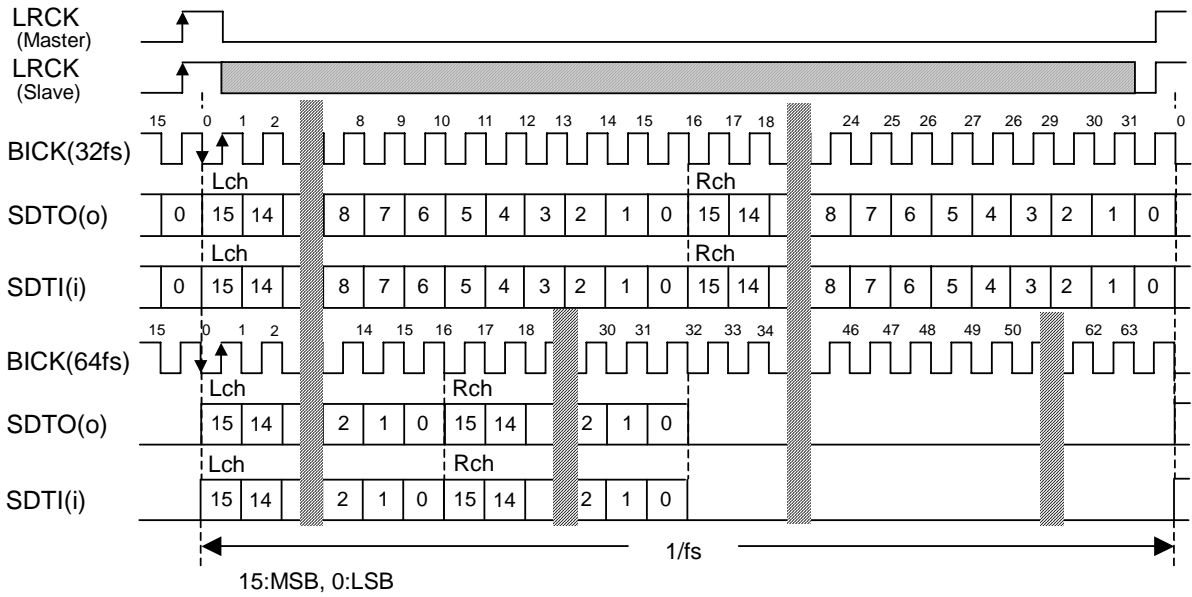 LRCK
(Master)
LRCK
(Slave)
15 0 1 2 8 9 10 11 12 13 14 15 16 17 18 24 25 26 27 26 29 30 31 0
BICK(32fs)
Lch Rch
SDTO(o) 0 15 14 8 7 6 5 4 3 2 1 0 15 14 8 7 6 5 4 3 2 1 0
Lch Rch
SDTI(i) 0 15 14 8 7 6 5 4 3 2 1 0 15 14 8 7 6 5 4 3 2 1 0
15 0 1 2 14 15 16 17 18 30 31 32 33 34 46 47 48 49 50 62 63
BICK(64fs)
Lch Rch
SDTO(o) 15 14 2 1 0 15 14 2 1 0
Lch Rch
SDTI(i) 15 14 2 1 0 15 14 2 1 0
1/fs
15:MSB, 0:LSB